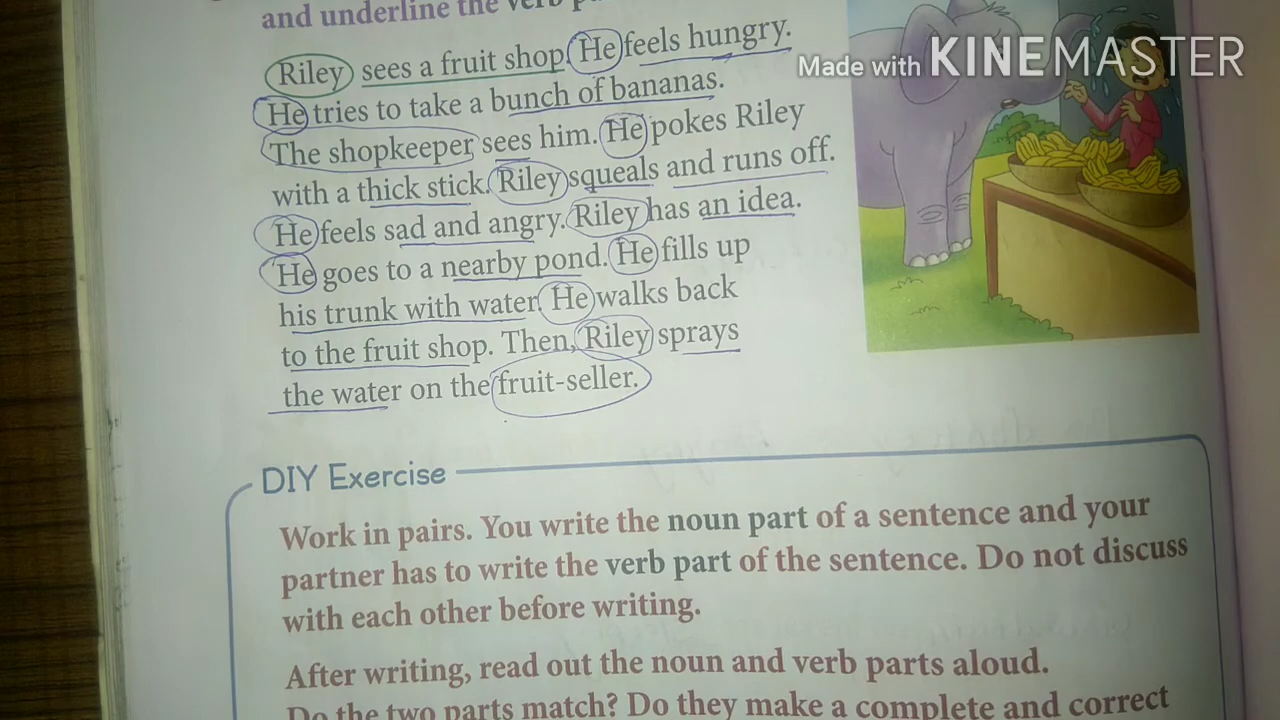 and underline the verb
Riley sees a fruit shop. He feels hungry.
He tries to take a bunch of bananas.
The shopkeeper sees him. He pokes Riley
with a thick stick. Riley squeals and runs off.
He feels sad and angry. Riley has an idea.
He goes to a nearby pond. He fills up
his trunk with water. He walks back
to the fruit shop. Then, Riley sprays
the water on the fruit-seller.
Made with KINEMASTER
DIY Exercise
Work in pairs. You write the noun part of a sentence and your
partner has to write the verb part of the sentence. Do not discuss
with each other before writing.
After writing, read out the noun and verb parts aloud.
Do the two parts match? Do they make a complete and correct